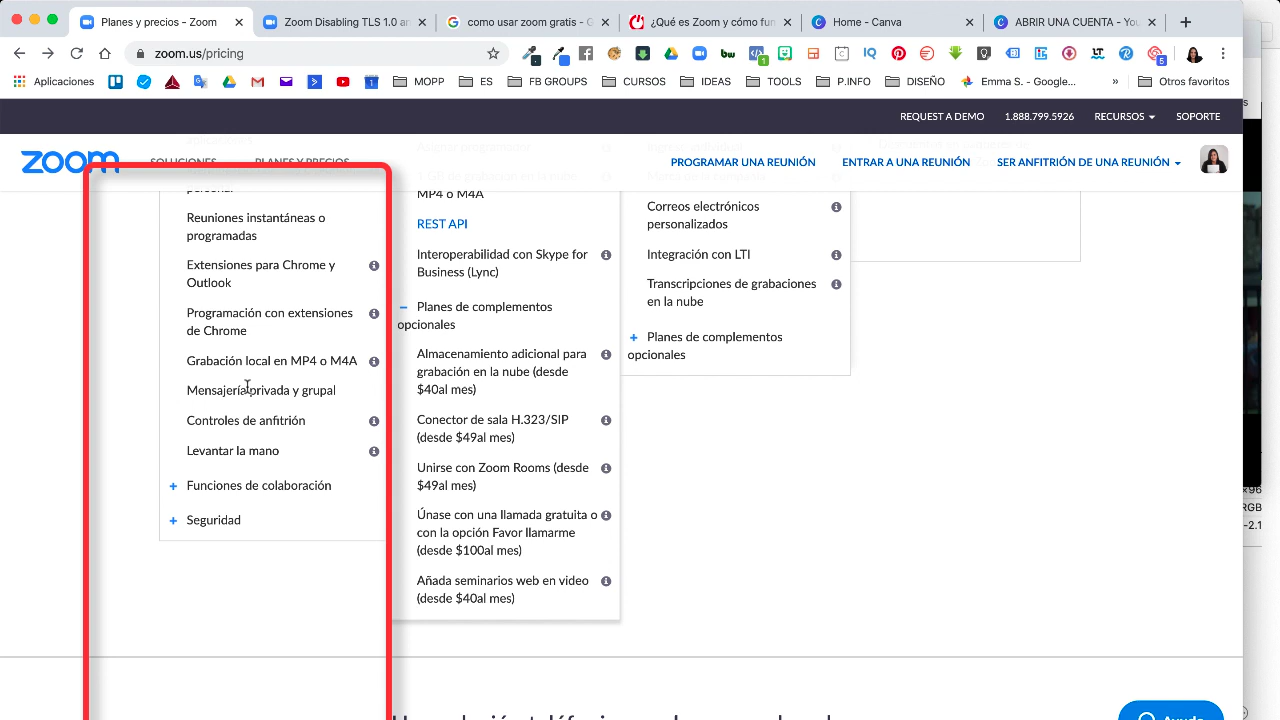 Planes y precios - Zoom
Zoom Disabling TLS 1.0 ar
como usar zoom gratis - G
¿Qué es Zoom y cómo fun
Home - Canva
ABRIR UNA CUENTA - You
zoom.us/pricing
Aplicaciones
MOPP
ES
FB GROUPS
CURSOS
IDEAS
TOOLS
P.INFO
DISEÑO
Emma S. - Google...
»
Otros favoritos
REQUEST A DEMO
1.888.799.5926
RECURSOS
SOPORTE
zoom
SOLUCIONES
PLANES Y PRECIOS
PROGRAMAR UNA REUNIÓN
ENTRAR A UNA REUNIÓN
SER ANFITRIÓN DE UNA REUNIÓN
personal
Reuniones instantáneas o
programadas
Extensiones para Chrome y
Outlook
Programación con extensiones
de Chrome
Grabación local en MP4 o M4A
Mensajería privada y grupal
Controles de anfitrión
Levantar la mano
+ Funciones de colaboración
+ Seguridad
MP4 o M4A
REST API
Interoperabilidad con Skype for
Business (Lync)
− Planes de complementos
opcionales
Almacenamiento adicional para
grabación en la nube (desde
$40al mes)
Conector de sala H.323/SIP
(desde $49al mes)
Unirse con Zoom Rooms (desde
$49al mes)
Únase con una llamada gratuita o
con la opción Favor llamarme
(desde $100al mes)
Añada seminarios web en video
(desde $40al mes)
Correos electrónicos
personalizados
Integración con LTI
Transcripciones de grabaciones
en la nube
+ Planes de complementos
opcionales
×96
RGB
-2.1
Ayuda